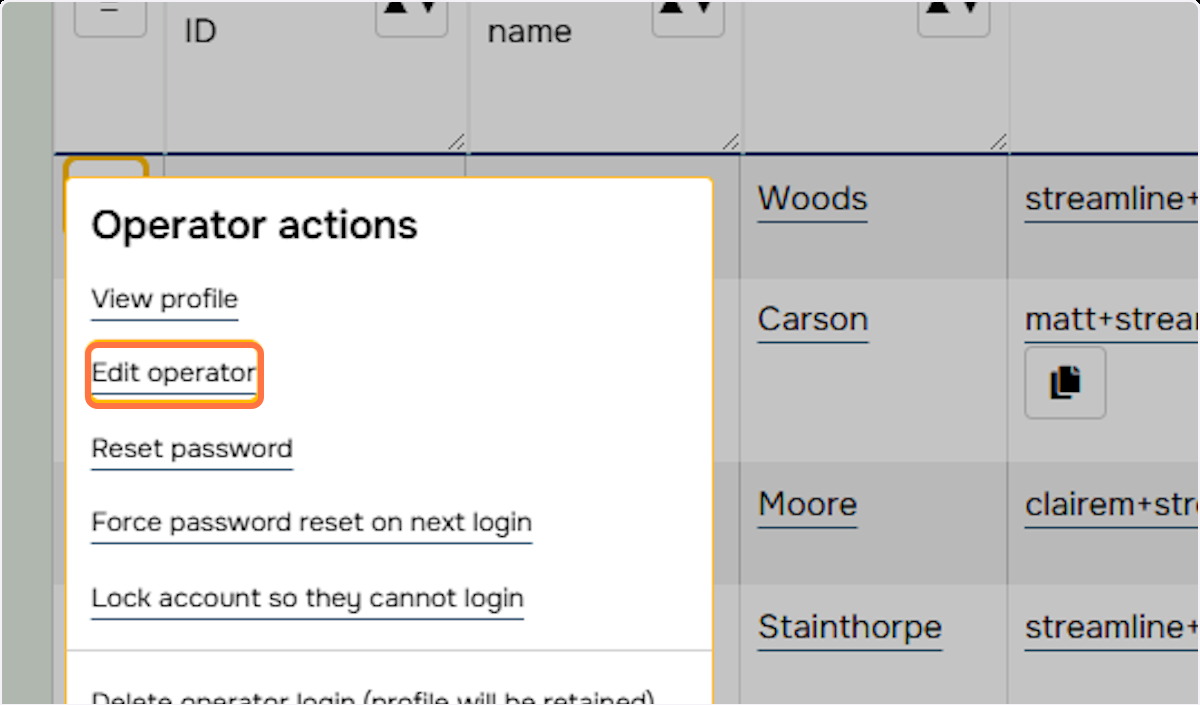 ID
name
Operator actions
View profile
Edit operator
Reset password
Force password reset on next login
Lock account so they cannot login
Delete operator login (profile will be retained)
Woods
streamline+
Carson
matt+strea
Moore
clairem+str
Stainthorpe
streamline+